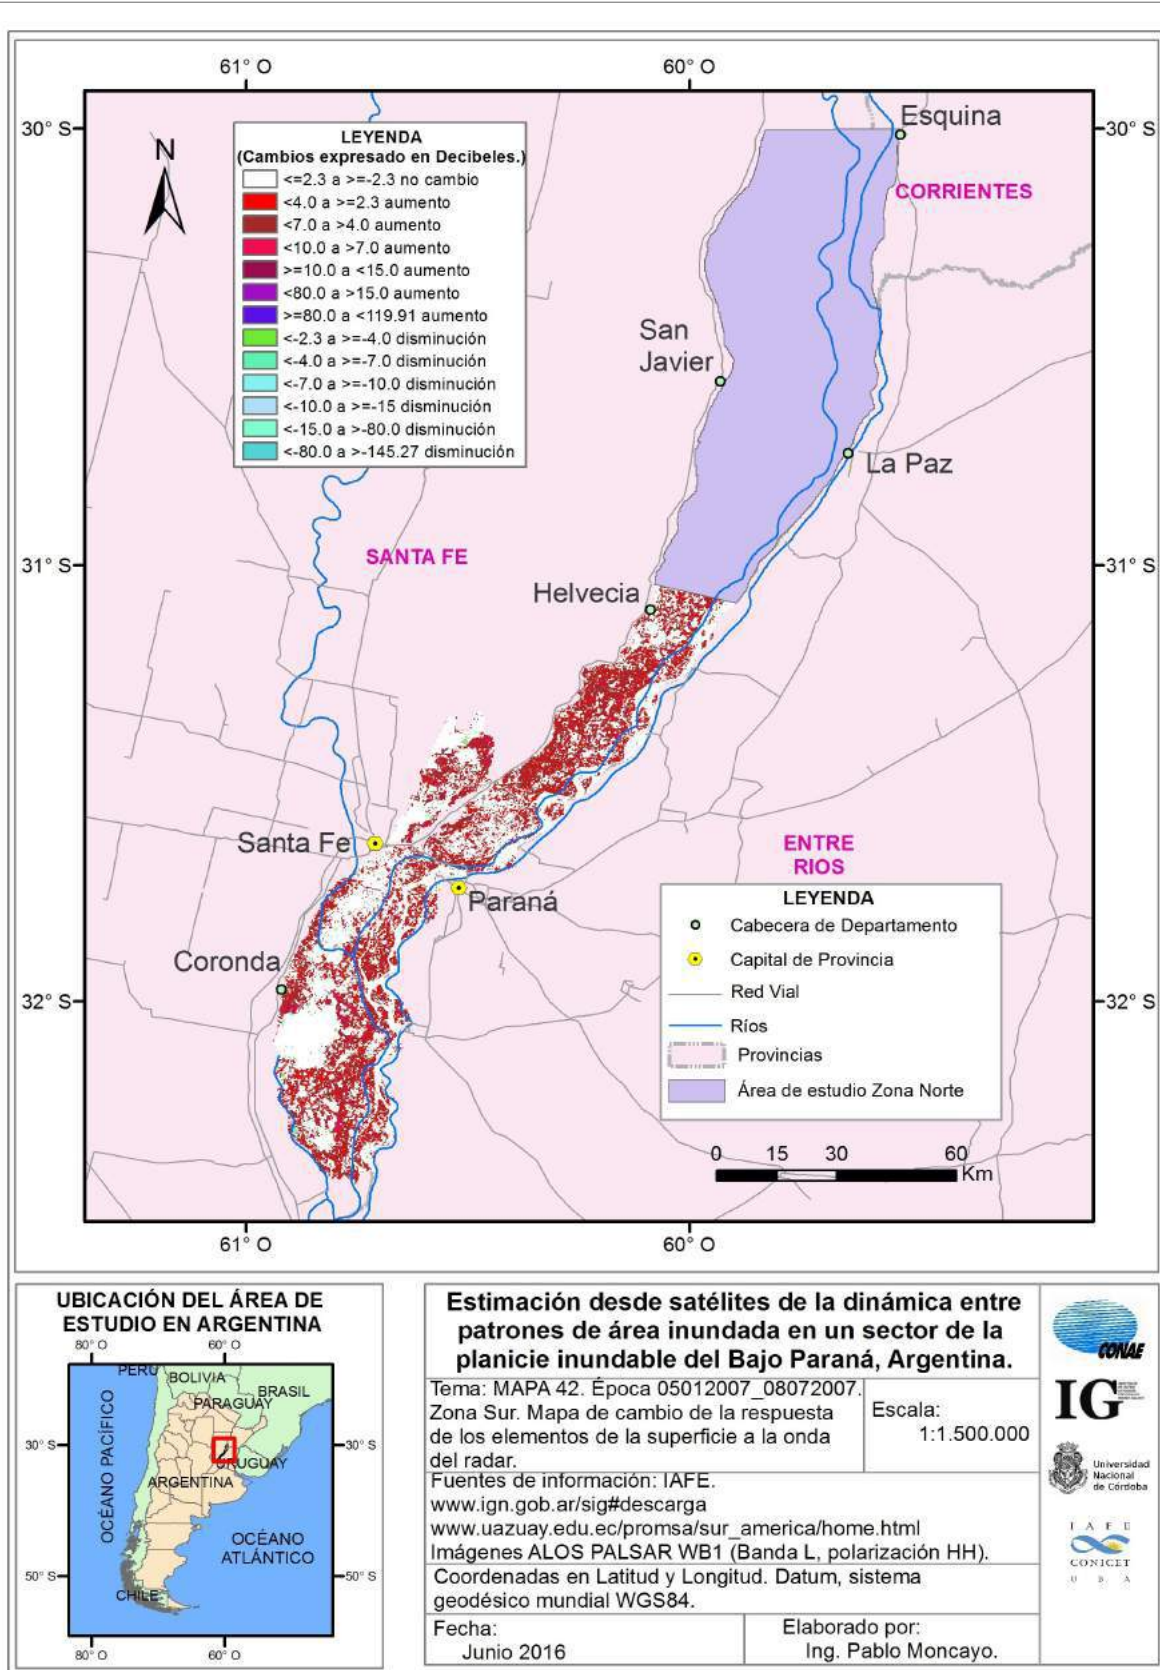 61° O
60° O
30° S
30° S
Esquina
N
LEYENDA
(Cambios expresado en Decibeles.)
<=2.3 a >=-2.3 no cambio
<4.0 a >=2.3 aumento
<7.0 a >4.0 aumento
<10.0 a >7.0 aumento
>=10.0 a <15.0 aumento
<80.0 a >15.0 aumento
>=80.0 a <119.91 aumento
<-2.3 a >=-4.0 disminución
<-4.0 a >=-7.0 disminución
<-7.0 a >=-10.0 disminución
<-10.0 a >=-15 disminución
<-15.0 a >-80.0 disminución
<-80.0 a >-145.27 disminución
CORRIENTES
San
Javier
La Paz
31° S
31° S
SANTA FE
Helvecia
Santa Fe
ENTRE
RIOS
Paraná
Coronda
32° S
32° S
LEYENDA
Cabecera de Departamento
Capital de Provincia
Red Vial
Ríos
Provincias
Área de estudio Zona Norte
0 15 30 60
Km
61° O
60° O
UBICACIÓN DEL ÁREA DE
ESTUDIO EN ARGENTINA
80° O
60° O
PERÚ
BOLIVIA
BRASIL
PARAGUAY
30° S
30° S
URUGUAY
ARGENTINA
OCÉANO PACÍFICO
OCÉANO
ATLÁNTICO
50° S
50° S
CHILE
80° O
60° O
Estimación desde satélites de la dinámica entre
patrones de área inundada en un sector de la
planicie inundable del Bajo Paraná, Argentina.
Tema: MAPA 42. Época 05012007_08072007.
Zona Sur. Mapa de cambio de la respuesta
de los elementos de la superficie a la onda
del radar.
Escala:
1:1.500.000
Fuentes de información: IAFE.
www.ign.gob.ar/sig#descarga
www.uazuay.edu.ec/promsa/sur_america/home.html
Imágenes ALOS PALSAR WB1 (Banda L, polarización HH).
Coordenadas en Latitud y Longitud. Datum, sistema
geodésico mundial WGS84.
Fecha:
Junio 2016
Elaborado por:
Ing. Pablo Moncayo.
CONAE
IG
Universidad
Nacional
de Córdoba
IAFE
CONICET
U B A